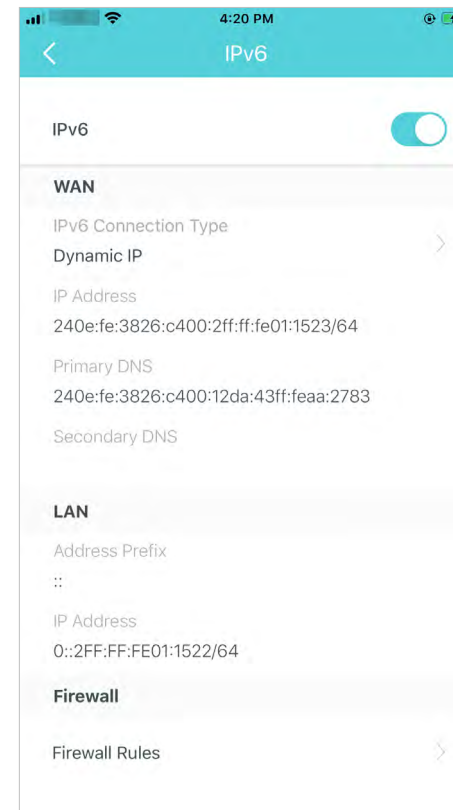 4:20 PM
IPv6
IPv6
WAN
IPv6 Connection Type
Dynamic IP
IP Address
240e:fe:3826:c400:2ff:ff:fe01:1523/64
Primary DNS
240e:fe:3826:c400:12da:43ff:feaa:2783
Secondary DNS
LAN
Address Prefix
::
IP Address
0::2FF:FF:FE01:1522/64
Firewall
Firewall Rules